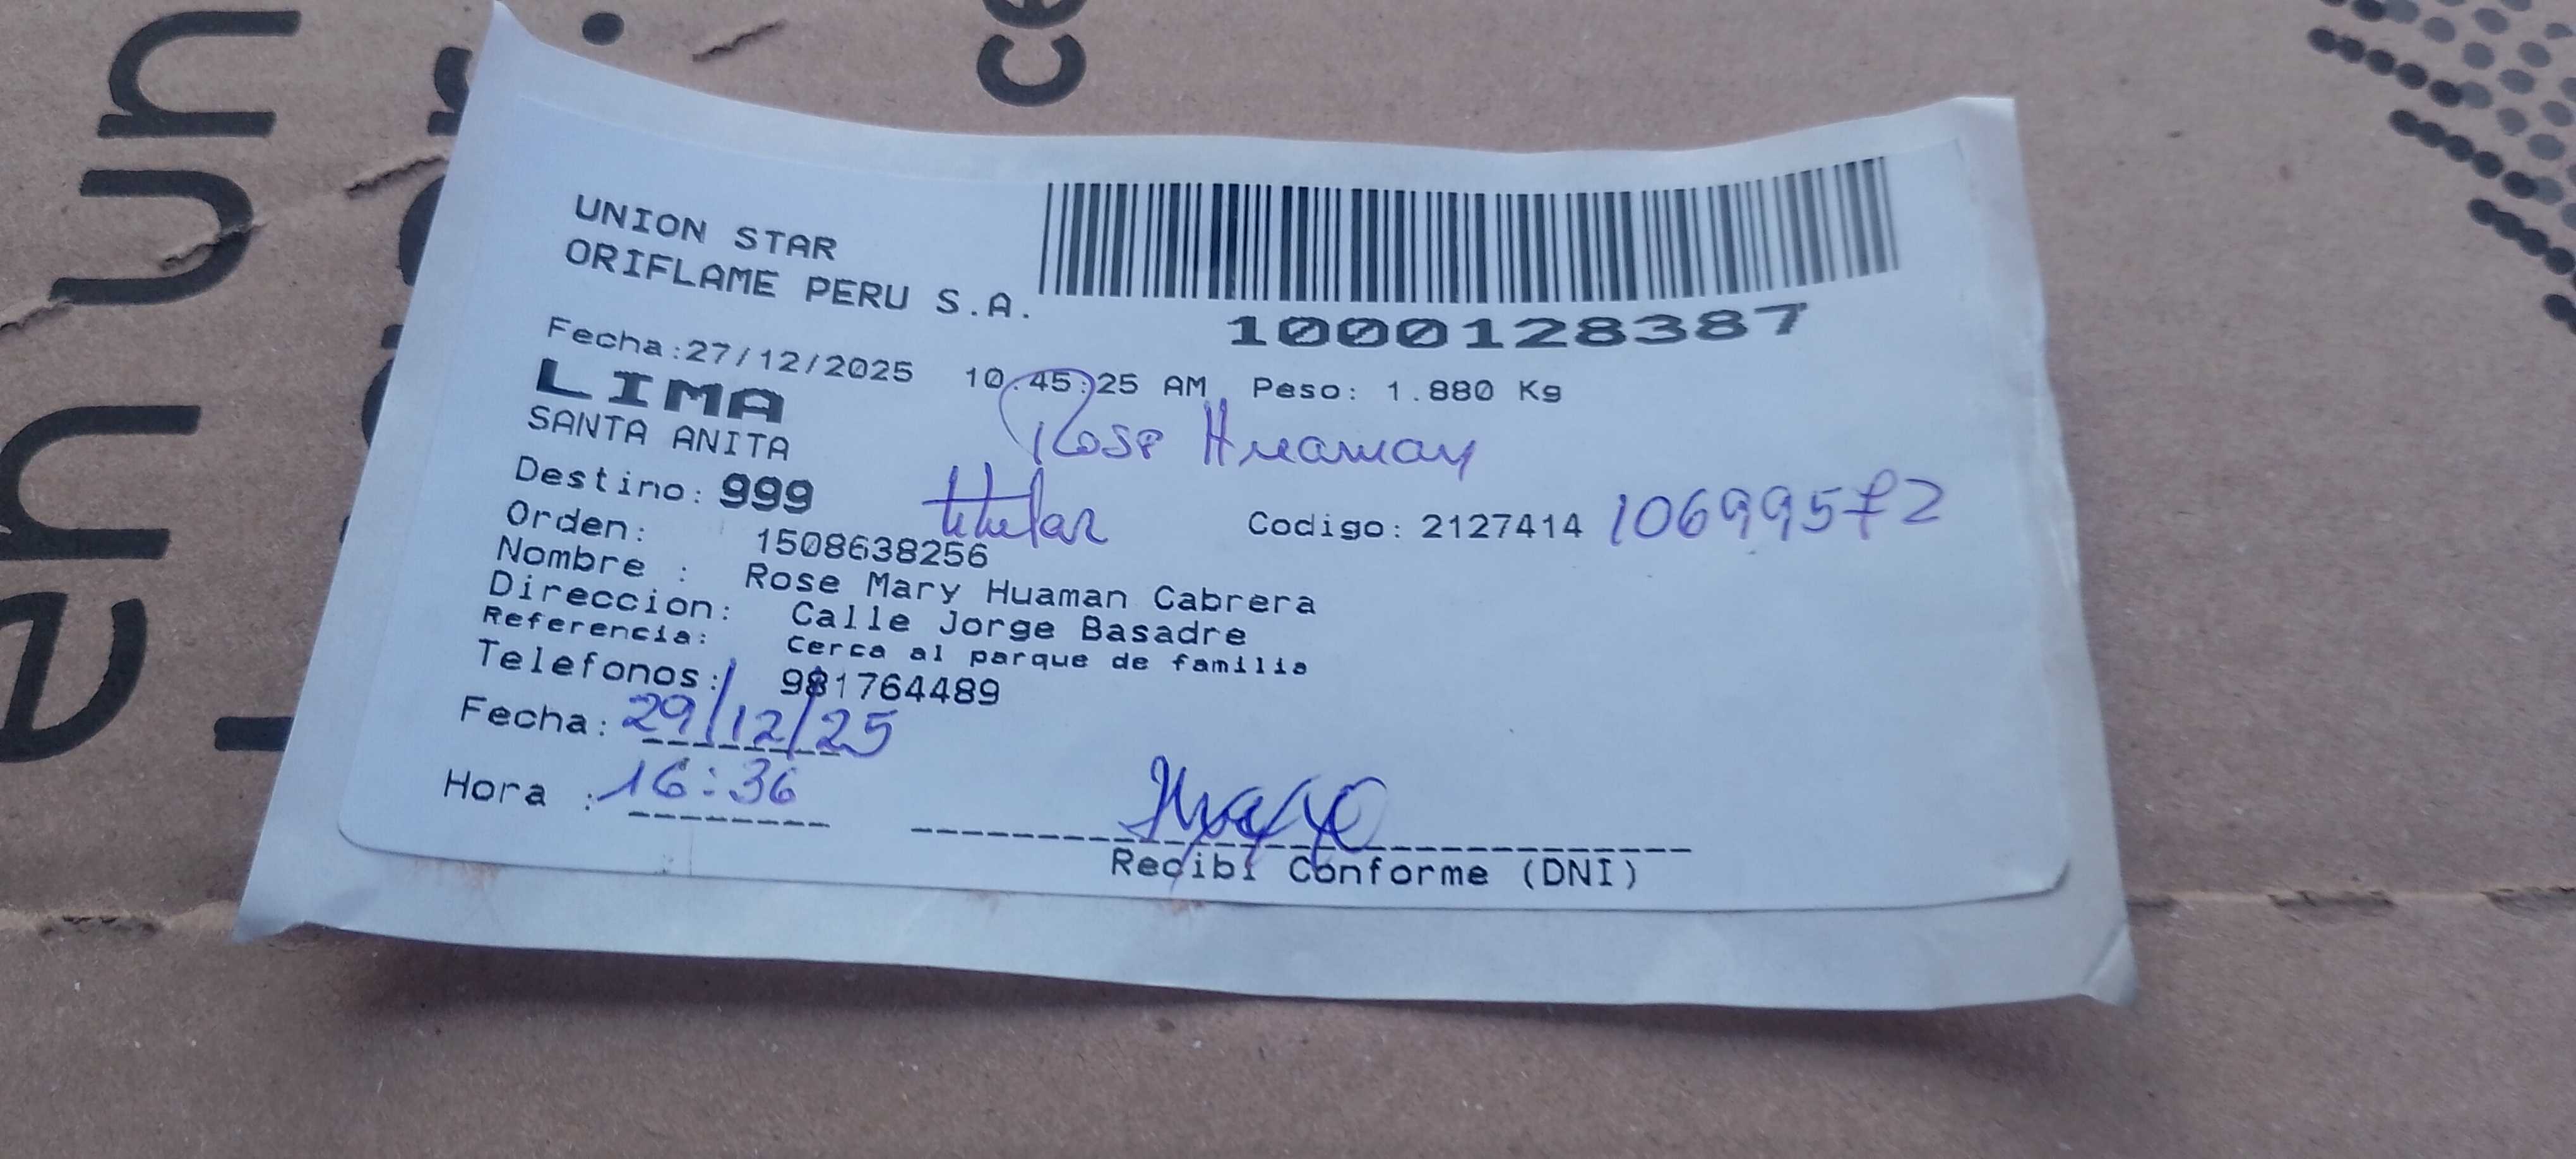 UNION STAR
ORIFLAME PERU S.A.
1000128387
Fecha:27/12/2025 10:45:25 AM Peso: 1.880 Kg
LIMA
SANTA ANITA
Rose Huaman
Destino: 999
titular
Codigo: 2127414 10699572
Orden: 1508638256
Nombre : Rose Mary Huaman Cabrera
Direccion: Calle Jorge Basadre
Referencia: Cerca al parque de familia
Telefonos: 981764489
Fecha: 29/12/25
Hora : 16:36
Recibi Conforme (DNI)
en un
ce